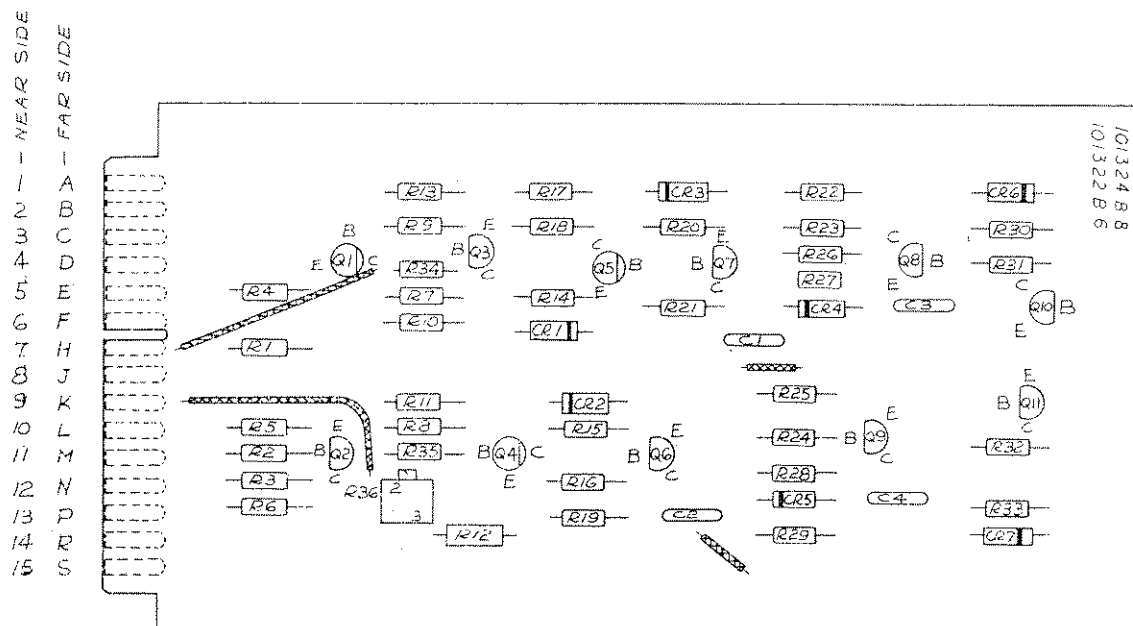 I - NEAR SIDE
I - FAR SIDE
10132488
10132286
1 A
2 B
3 C
4 D
5 E
6 F
7 H
8 J
9 K
10 L
11 M
12 N
13 P
14 R
15 S
R13 R17 CR3 R22 CR6
R9 R18 R20 R23 R30
B Q1 E C
E B Q3 C
C Q5 B E
E B Q7 C
C Q8 B E
R34 R26 R31
R4 R7 R14 R27
R10 R21 CR4 C3
C Q10 B E
CR1
R1 C1
R11 CR2 R25
E B Q11 C
R5 R8 R15 R24
E B Q9 C
R2
E B Q2 C
R35
B Q4 C E
E B Q6 C
R32
R3 R36 2 3 R16 R28
R6 CR5 C4 R33
R12 R19 C2 R29 CR7